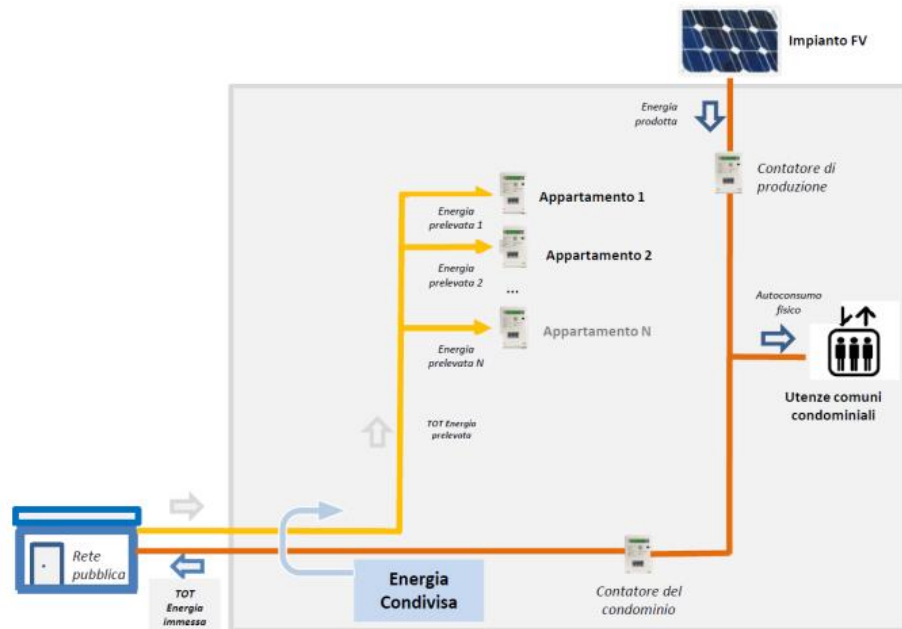 Impianto FV
Energia
prodotta
Contatore di
produzione
Appartamento 1
Energia
prelevata 1
Appartamento 2
Energia
prelevata 2
...
Appartamento N
Energia
prelevata N
Autoconsumo
fisico
Utenze comuni
condominiali
TOT Energia
prelevata
Rete
pubblica
TOT
Energia
immessa
Energia
Condivisa
Contatore del
condominio